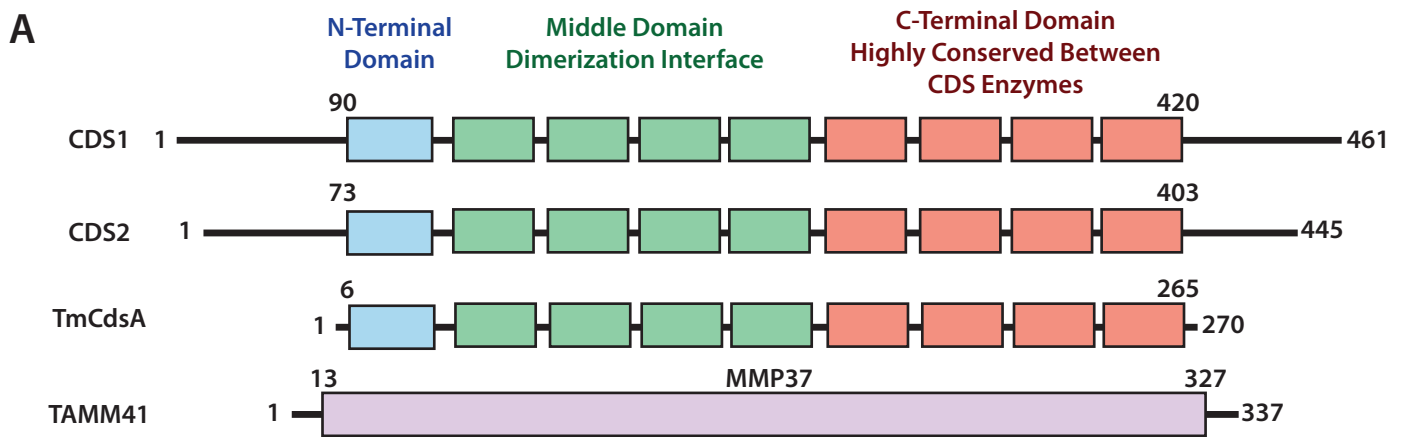 A
N-Terminal
Domain
Middle Domain
Dimerization Interface
C-Terminal Domain
Highly Conserved Between
CDS Enzymes
90
420
CDS1
1
461
73
403
CDS2
1
445
6
265
TmCdsA
1
270
13
MMP37
327
TAMM41
1
337